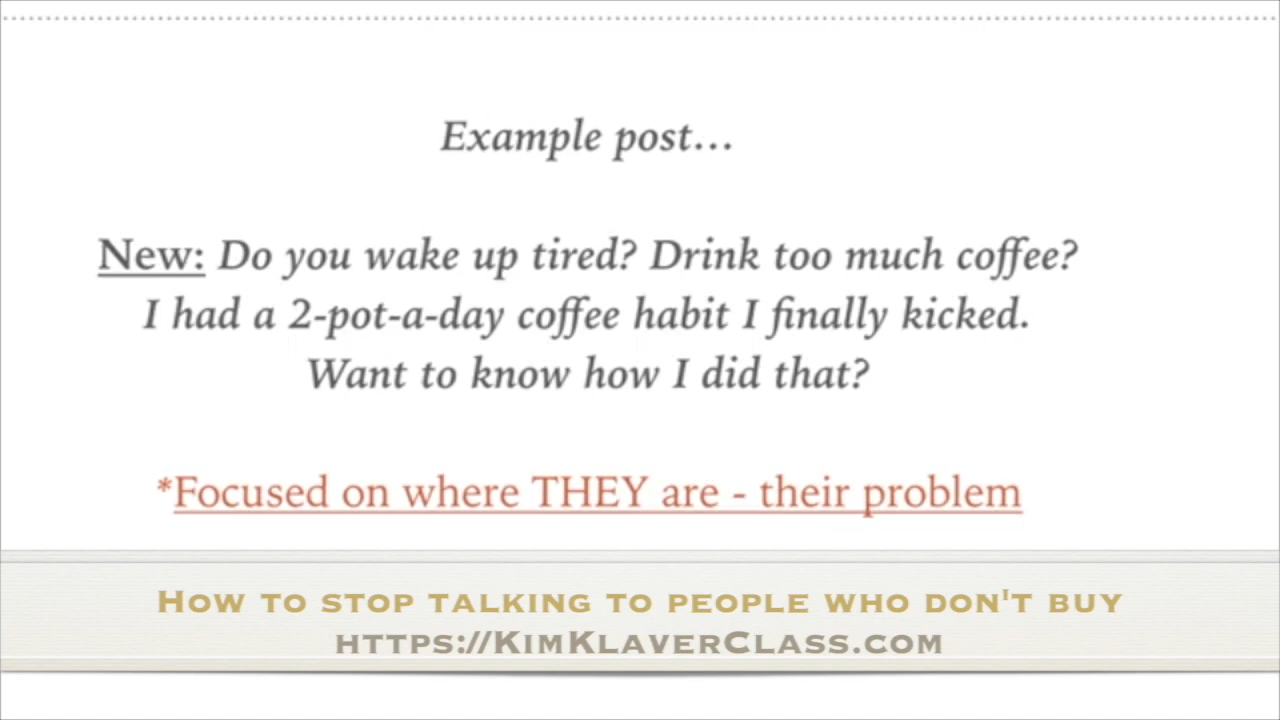 Example post...
New: Do you wake up tired? Drink too much coffee?
I had a 2-pot-a-day coffee habit I finally kicked.
Want to know how I did that?
*Focused on where THEY are - their problem
How to stop talking to people who don't buy
https://KimKlaverClass.com